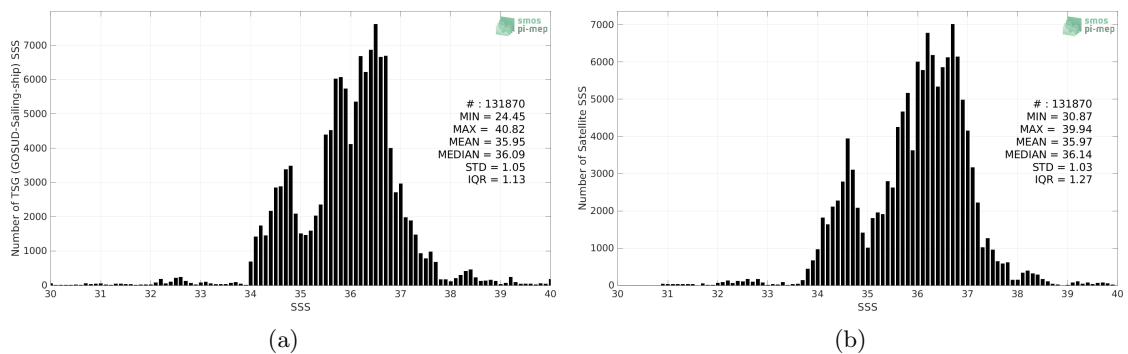 smos
pi-mep
Number of TSG (GOSUD-Sailing-ship) SSS
7000
6000
5000
4000
3000
2000
1000
0
# : 131870
MIN = 24.45
MAX = 40.82
MEAN = 35.95
MEDIAN = 36.09
STD = 1.05
IQR = 1.13
30 31 32 33 34 35 36 37 38 39 40
SSS
(a)
smos
pi-mep
Number of Satellite SSS
7000
6000
5000
4000
3000
2000
1000
0
# : 131870
MIN = 30.87
MAX = 39.94
MEAN = 35.97
MEDIAN = 36.14
STD = 1.03
IQR = 1.27
30 31 32 33 34 35 36 37 38 39 40
SSS
(b)